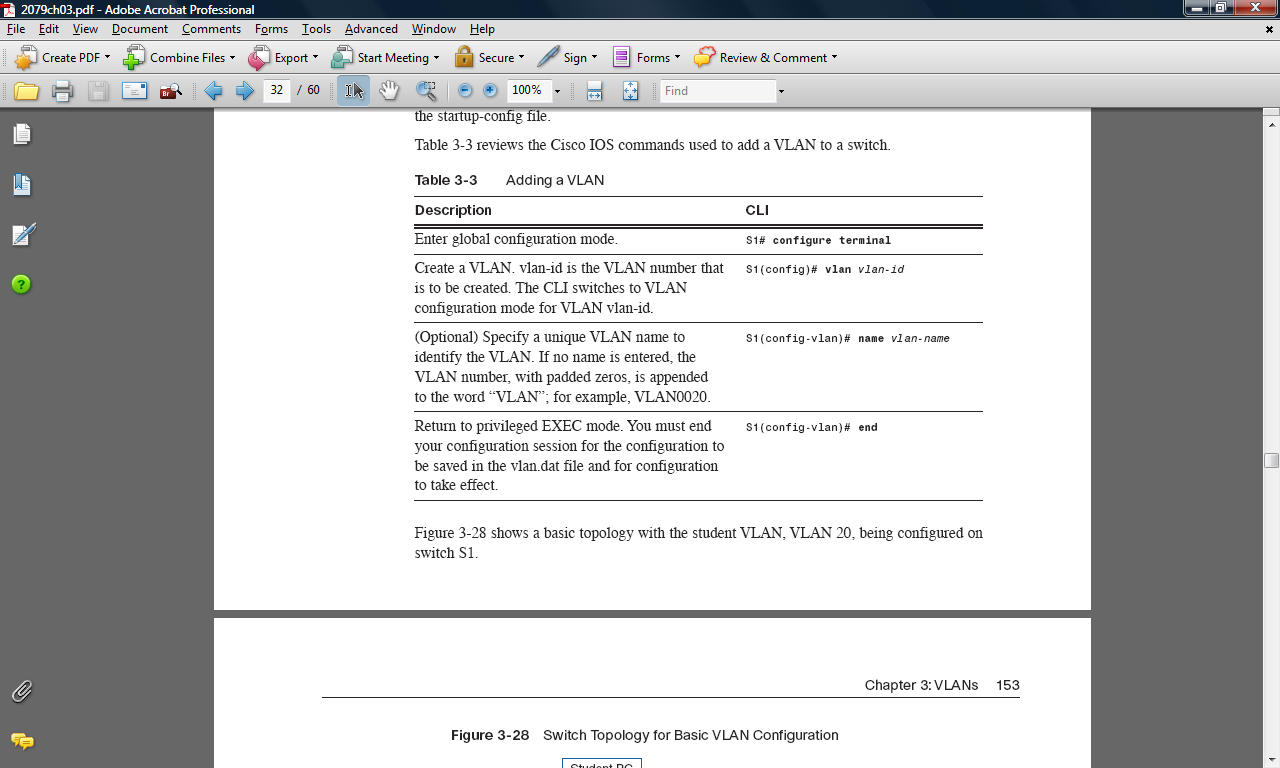 2079ch03.pdf - Adobe Acrobat Professional
File Edit View Document Comments Forms Tools Advanced Window Help
Create PDF Combine Files Export Start Meeting Secure Sign Forms Review & Comment
32 / 60 100% Find
the startup-config file.
Table 3-3 reviews the Cisco IOS commands used to add a VLAN to a switch.
Table 3-3 Adding a VLAN
Description CLI
Enter global configuration mode. S1# configure terminal
Create a VLAN. vlan-id is the VLAN number that S1(config)# vlan vlan-id
is to be created. The CLI switches to VLAN
configuration mode for VLAN vlan-id.
(Optional) Specify a unique VLAN name to S1(config-vlan)# name vlan-name
identify the VLAN. If no name is entered, the
VLAN number, with padded zeros, is appended
to the word “VLAN”; for example, VLAN0020.
Return to privileged EXEC mode. You must end S1(config-vlan)# end
your configuration session for the configuration to
be saved in the vlan.dat file and for configuration
to take effect.
Figure 3-28 shows a basic topology with the student VLAN, VLAN 20, being configured on
switch S1.
Chapter 3: VLANs 153
Figure 3-28 Switch Topology for Basic VLAN Configuration
Student PC